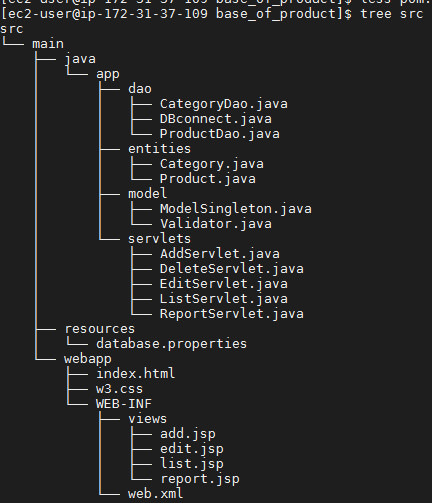 [ec2-user@ip-172-31-37-109 base_of_product]$ less pom.
[ec2-user@ip-172-31-37-109 base_of_product]$ tree src
src
└── main
    ├── java
    │   └── app
    │       ├── dao
    │       │   ├── CategoryDao.java
    │       │   ├── DBconnect.java
    │       │   └── ProductDao.java
    │       ├── entities
    │       │   ├── Category.java
    │       │   └── Product.java
    │       ├── model
    │       │   ├── ModelSingleton.java
    │       │   └── Validator.java
    │       └── servlets
    │           ├── AddServlet.java
    │           ├── DeleteServlet.java
    │           ├── EditServlet.java
    │           ├── ListServlet.java
    │           └── ReportServlet.java
    ├── resources
    │   └── database.properties
    └── webapp
        ├── index.html
        ├── w3.css
        └── WEB-INF
            ├── views
            │   ├── add.jsp
            │   ├── edit.jsp
            │   ├── list.jsp
            │   └── report.jsp
            └── web.xml